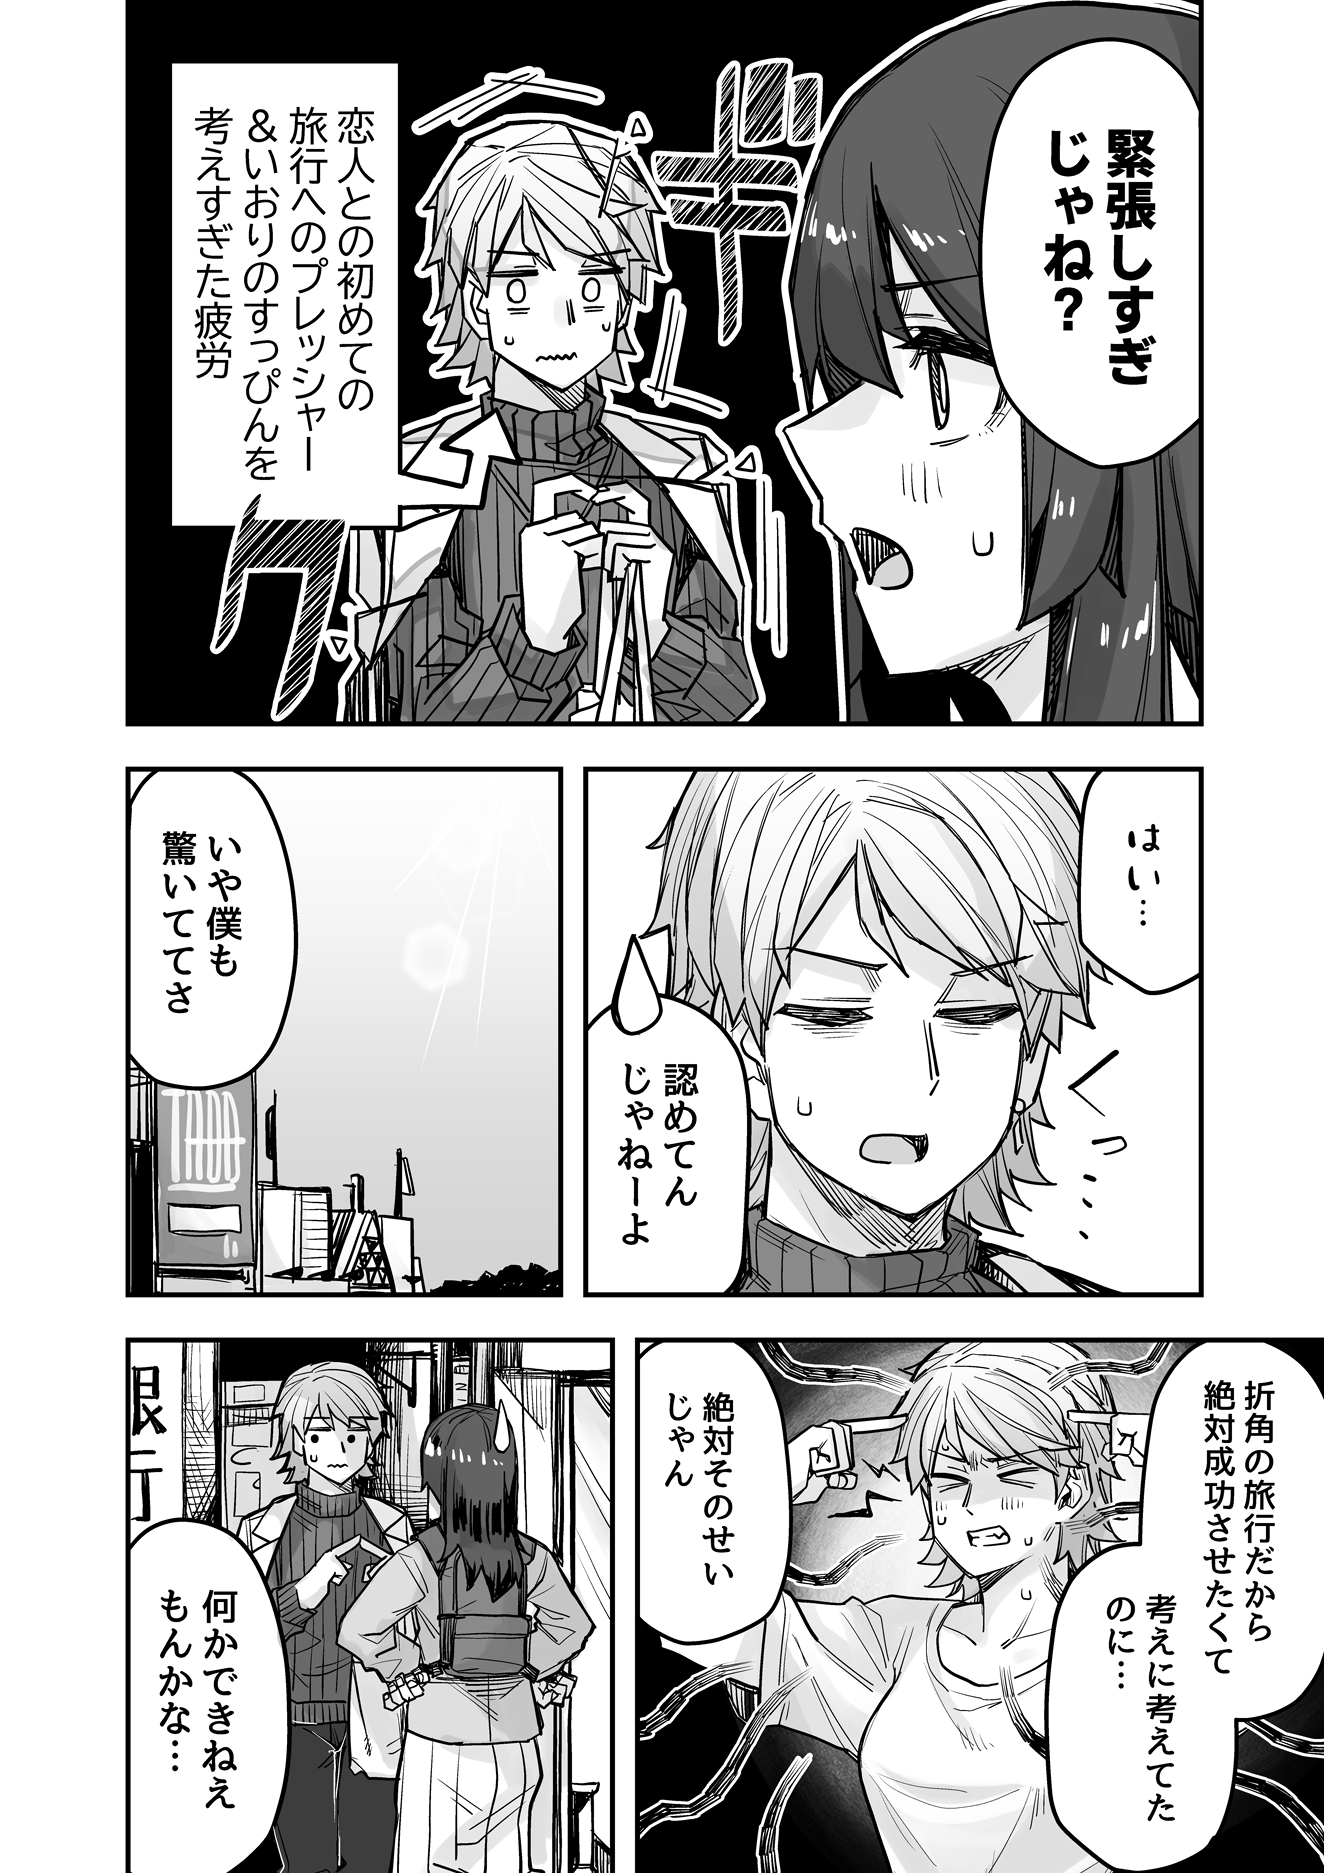 緊張しすぎ
じゃね？
ギ
恋人との初めての
旅行へのプレッシャー
＆いおりのすっぴんを
考えすぎた疲労
ク
はい…
くっ…
認めてん
じゃねーよ
いや僕も
驚いててさ
折角の旅行だから
絶対成功させたくて
考えに考えてた
のに…
絶対そのせい
じゃん
何かできねえ
もんかな…